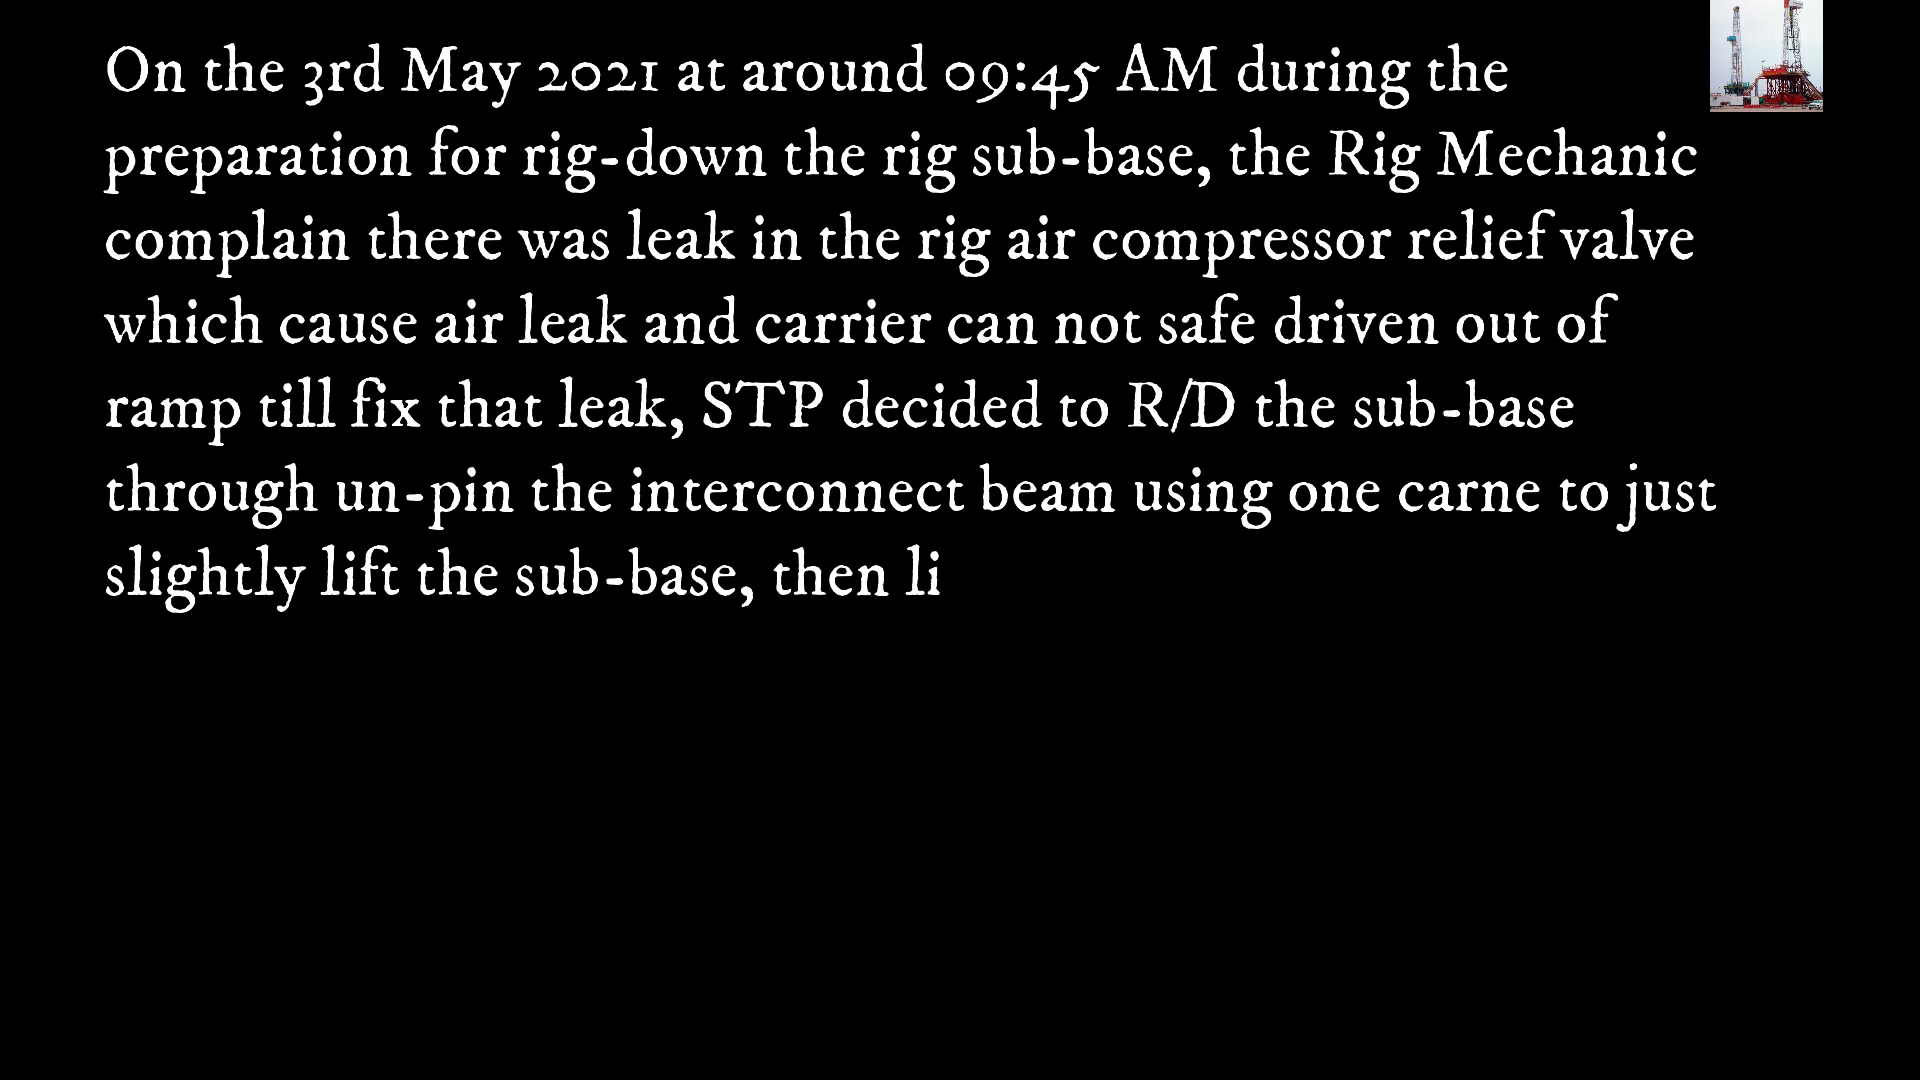 On the 3rd May 2021 at around 09:45 AM during the
preparation for rig-down the rig sub-base, the Rig Mechanic
complain there was leak in the rig air compressor relief valve
which cause air leak and carrier can not safe driven out of
ramp till fix that leak, STP decided to R/D the sub-base
through un-pin the interconnect beam using one carne to just
slightly lift the sub-base, then li